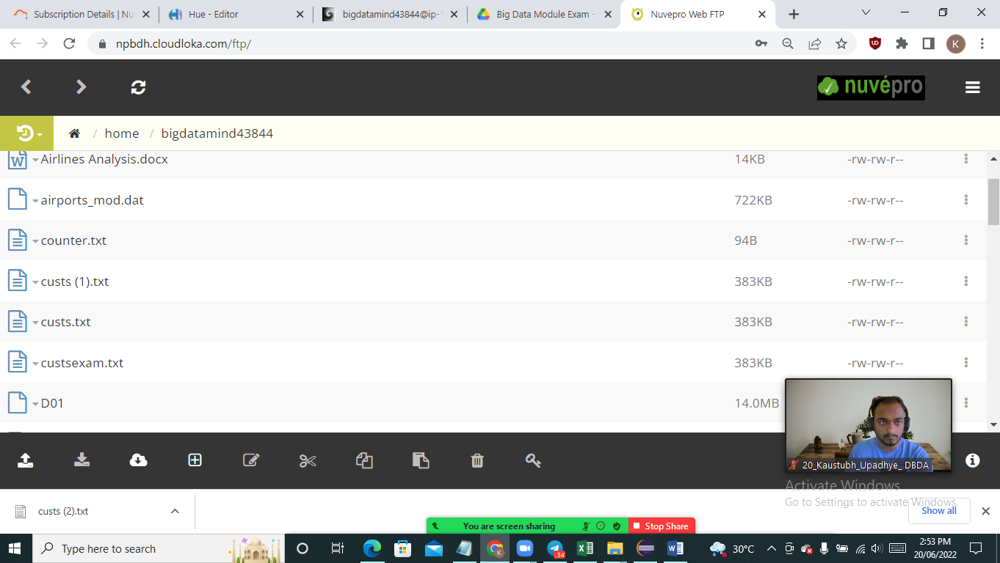 Subscription Details | Nu
Hue - Editor
bigdatamind43844@ip-1
Big Data Module Exam -
Nuvepro Web FTP
npbdh.cloudloka.com/ftp/
K
nuvépro
/ home / bigdatamind43844
Airlines Analysis.docx 14KB -rw-rw-r--
airports_mod.dat 722KB -rw-rw-r--
counter.txt 94B -rw-rw-r--
custs (1).txt 383KB -rw-rw-r--
custs.txt 383KB -rw-rw-r--
custsexam.txt 383KB -rw-rw-r--
D01 14.0MB
20_Kaustubh_Upadhye_ DBDA
Activate Windows
Go to Settings to activate Windows.
custs (2).txt
Show all
You are screen sharing
Stop Share
Type here to search
54
30°C
2:53 PM
20/06/2022